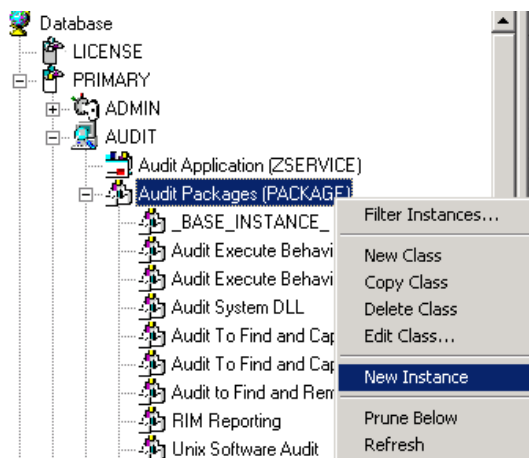 Database
LICENSE
PRIMARY
ADMIN
AUDIT
Audit Application (ZSERVICE)
Audit Packages (PACKAGE)
_BASE_INSTANCE_
Audit Execute Behavi
Audit Execute Behavi
Audit System DLL
Audit To Find and Cap
Audit To Find and Cap
Audit to Find and Rem
RIM Reporting
Unix Software Audit
Filter Instances...
New Class
Copy Class
Delete Class
Edit Class...
New Instance
Prune Below
Refresh